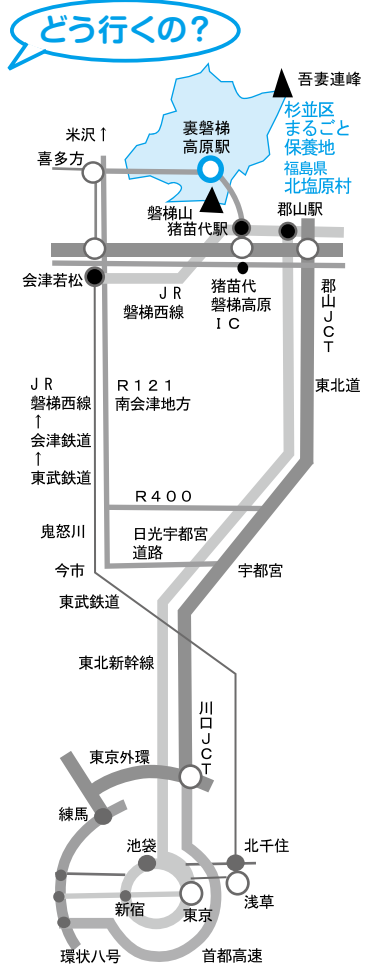 どう行くの？
吾妻連峰
杉並区
まるごと
保養地
福島県
北塩原村
米沢↑
裏磐梯
高原駅
喜多方
磐梯山
猪苗代駅
郡山駅
会津若松
ＪＲ
磐梯西線
猪苗代
磐梯高原
ＩＣ
郡山ＪＣＴ
ＪＲ
磐梯西線
↑
会津鉄道
↑
東武鉄道
Ｒ１２１
南会津地方
東北道
Ｒ４００
鬼怒川
日光宇都宮
道路
今市
宇都宮
東武鉄道
東北新幹線
川口ＪＣＴ
東京外環
練馬
池袋
北千住
新宿
東京
浅草
環状八号
首都高速